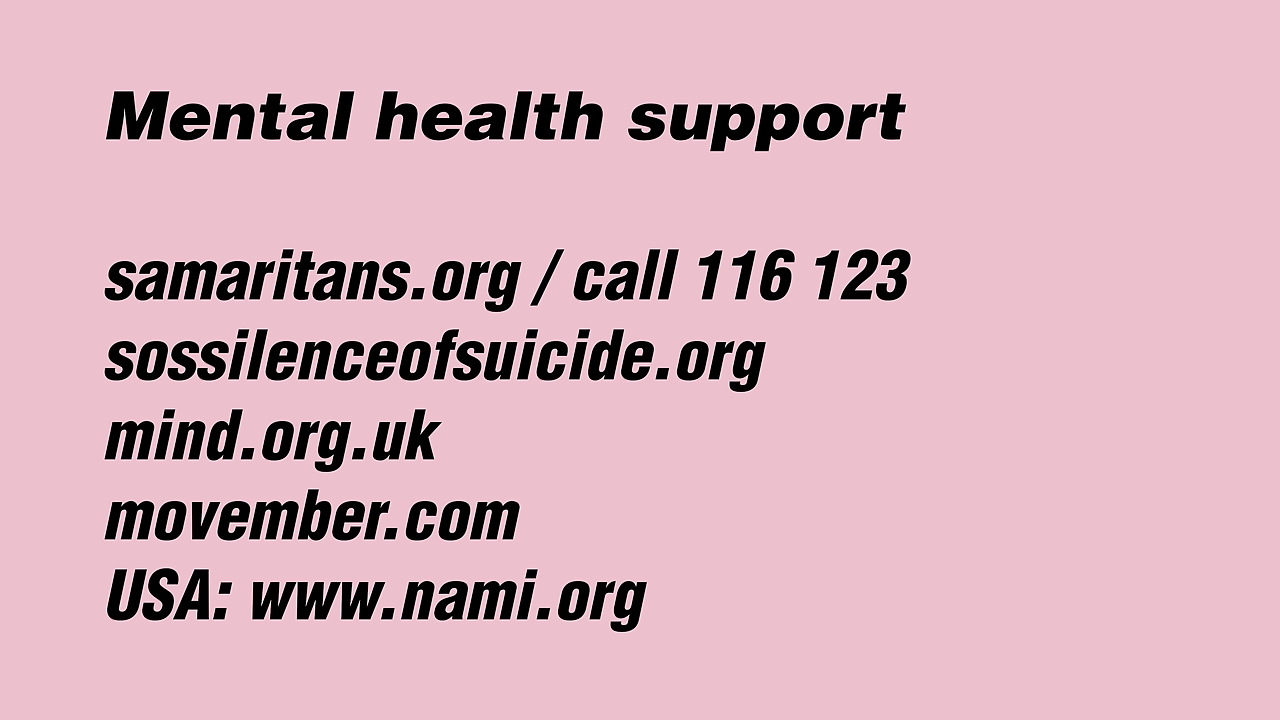 Mental health support
samaritans.org / call 116 123
sossilenceofsuicide.org
mind.org.uk
movember.com
USA: www.nami.org